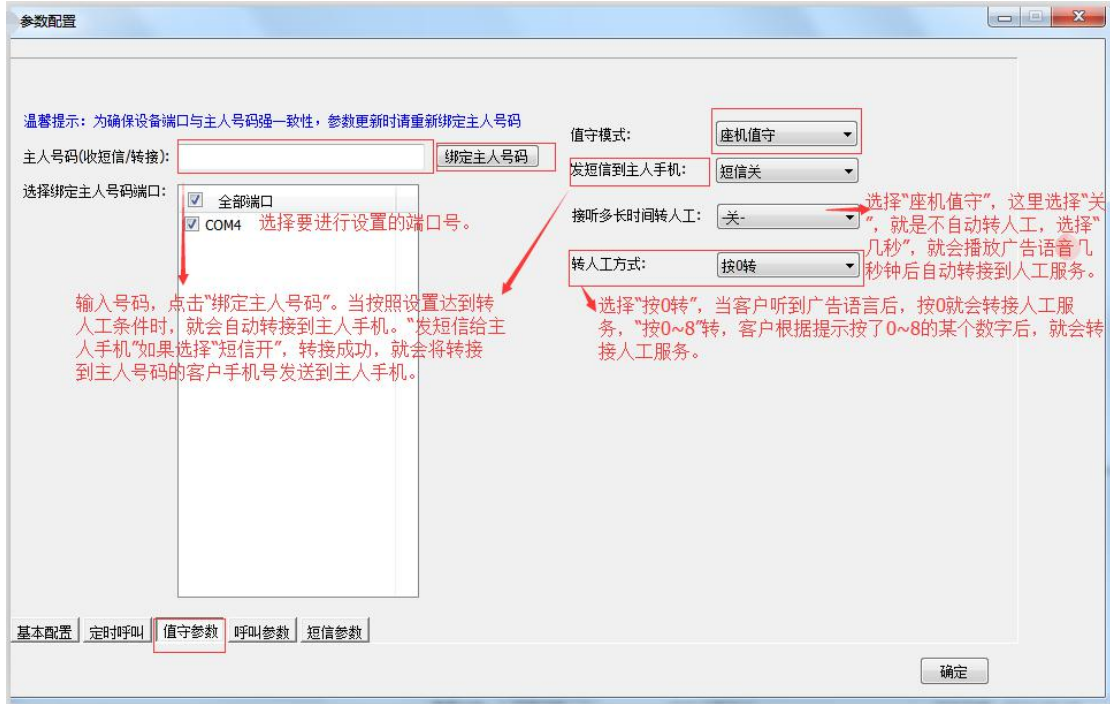 参数配置
温馨提示：为确保设备端口与主人号码强一致性，参数更新时请重新绑定主人号码
主人号码(收短信/转接)：
绑定主人号码
选择绑定主人号码端口：
全部端口
COM4
选择要进行设置的端口号。
输入号码，点击“绑定主人号码”。当按照设置达到转
人工条件时，就会自动转接到主人手机。“发短信给主
人手机”如果选择“短信开”，转接成功，就会将转接
到主人号码的客户手机号发送到主人手机。
值守模式：
座机值守
发短信到主人手机：
短信关
接听多长时间转人工：
-关-
选择“座机值守”，这里选择“关
”，就是不自动转人工，选择“
几秒”，就会播放广告语音几
秒钟后自动转接到人工服务。
转人工方式：
按0转
选择“按0转”，当客户听到广告语言后，按0就会转接人工服
务，“按0~8”转，客户根据提示按了0~8的某个数字后，就会转
接人工服务。
基本配置
定时呼叫
值守参数
呼叫参数
短信参数
确定